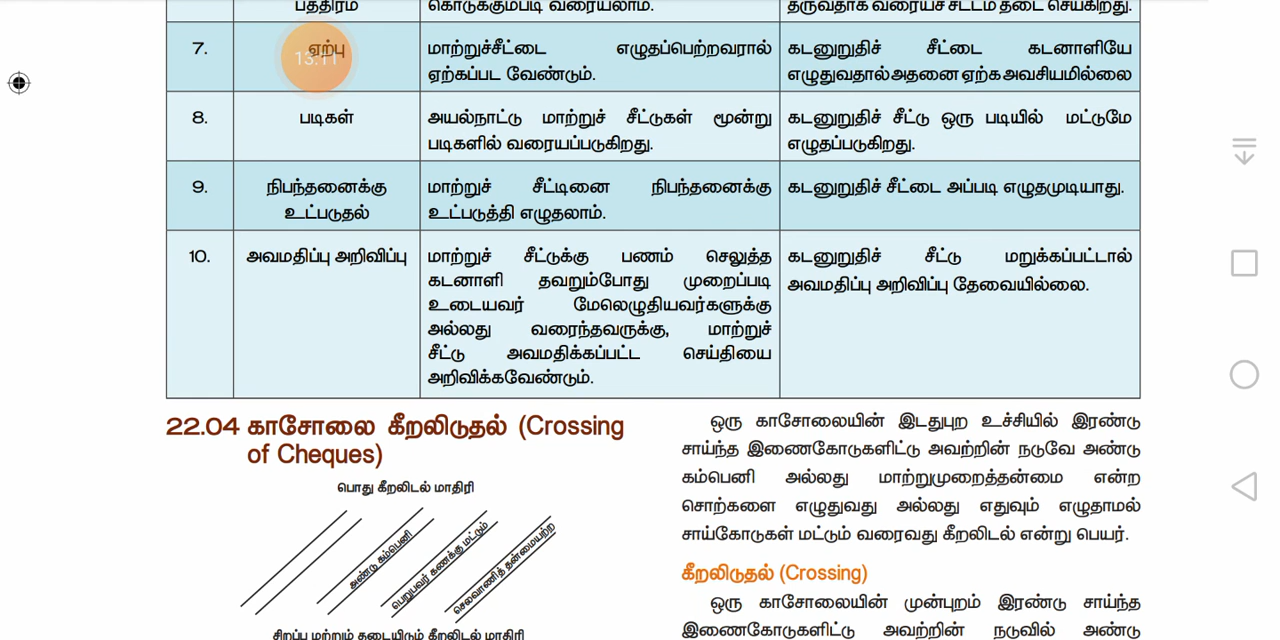 பத்திரம்
கொடுக்கும்படி வரையலாம்.
தருவதாக வரையச் சட்டம் தடை செய்கிறது.
7.
ஏற்பு
13:11
மாற்றுச்சீட்டை எழுதப்பெற்றவரால்
ஏற்கப்பட வேண்டும்.
கடனுறுதிச் சீட்டை கடனாளியே
எழுதுவதால் அதனை ஏற்க அவசியமில்லை
8.
படிகள்
அயல்நாட்டு மாற்றுச் சீட்டுகள் மூன்று
படிகளில் வரையப்படுகிறது.
கடனுறுதிச் சீட்டு ஒரு படியில் மட்டுமே
எழுதப்படுகிறது.
9.
நிபந்தனைக்கு
உட்படுதல்
மாற்றுச் சீட்டினை நிபந்தனைக்கு
உட்படுத்தி எழுதலாம்.
கடனுறுதிச் சீட்டை அப்படி எழுதமுடியாது.
10.
அவமதிப்பு அறிவிப்பு
மாற்றுச் சீட்டுக்கு பணம் செலுத்த
கடனாளி தவறும்போது முறைப்படி
உடையவர் மேலெழுதியவர்களுக்கு
அல்லது வரைந்தவருக்கு, மாற்றுச்
சீட்டு அவமதிக்கப்பட்ட செய்தியை
அறிவிக்கவேண்டும்.
கடனுறுதிச் சீட்டு மறுக்கப்பட்டால்
அவமதிப்பு அறிவிப்பு தேவையில்லை.
22.04 காசோலை கீறலிடுதல் (Crossing
of Cheques)
பொது கீறலிடல் மாதிரி
அண்டு கம்பெனி
பெறுபவர் கணக்கு மட்டும்
செலவாணித் தன்மையற்ற
சிறப்பு மற்றும் தடையிடும் கீறலிடல் மாதிரி
ஒரு காசோலையின் இடதுபுற உச்சியில் இரண்டு
சாய்ந்த இணைகோடுகளிட்டு அவற்றின் நடுவே அண்டு
கம்பெனி அல்லது மாற்றுமுறைத்தன்மை என்ற
சொற்களை எழுதுவது அல்லது எதுவும் எழுதாமல்
சாய்கோடுகள் மட்டும் வரைவது கீறலிடல் என்று பெயர்.
கீறலிடுதல் (Crossing)
ஒரு காசோலையின் முன்புறம் இரண்டு சாய்ந்த
இணைகோடுகளிட்டு அவற்றின் நடுவில் அண்டு